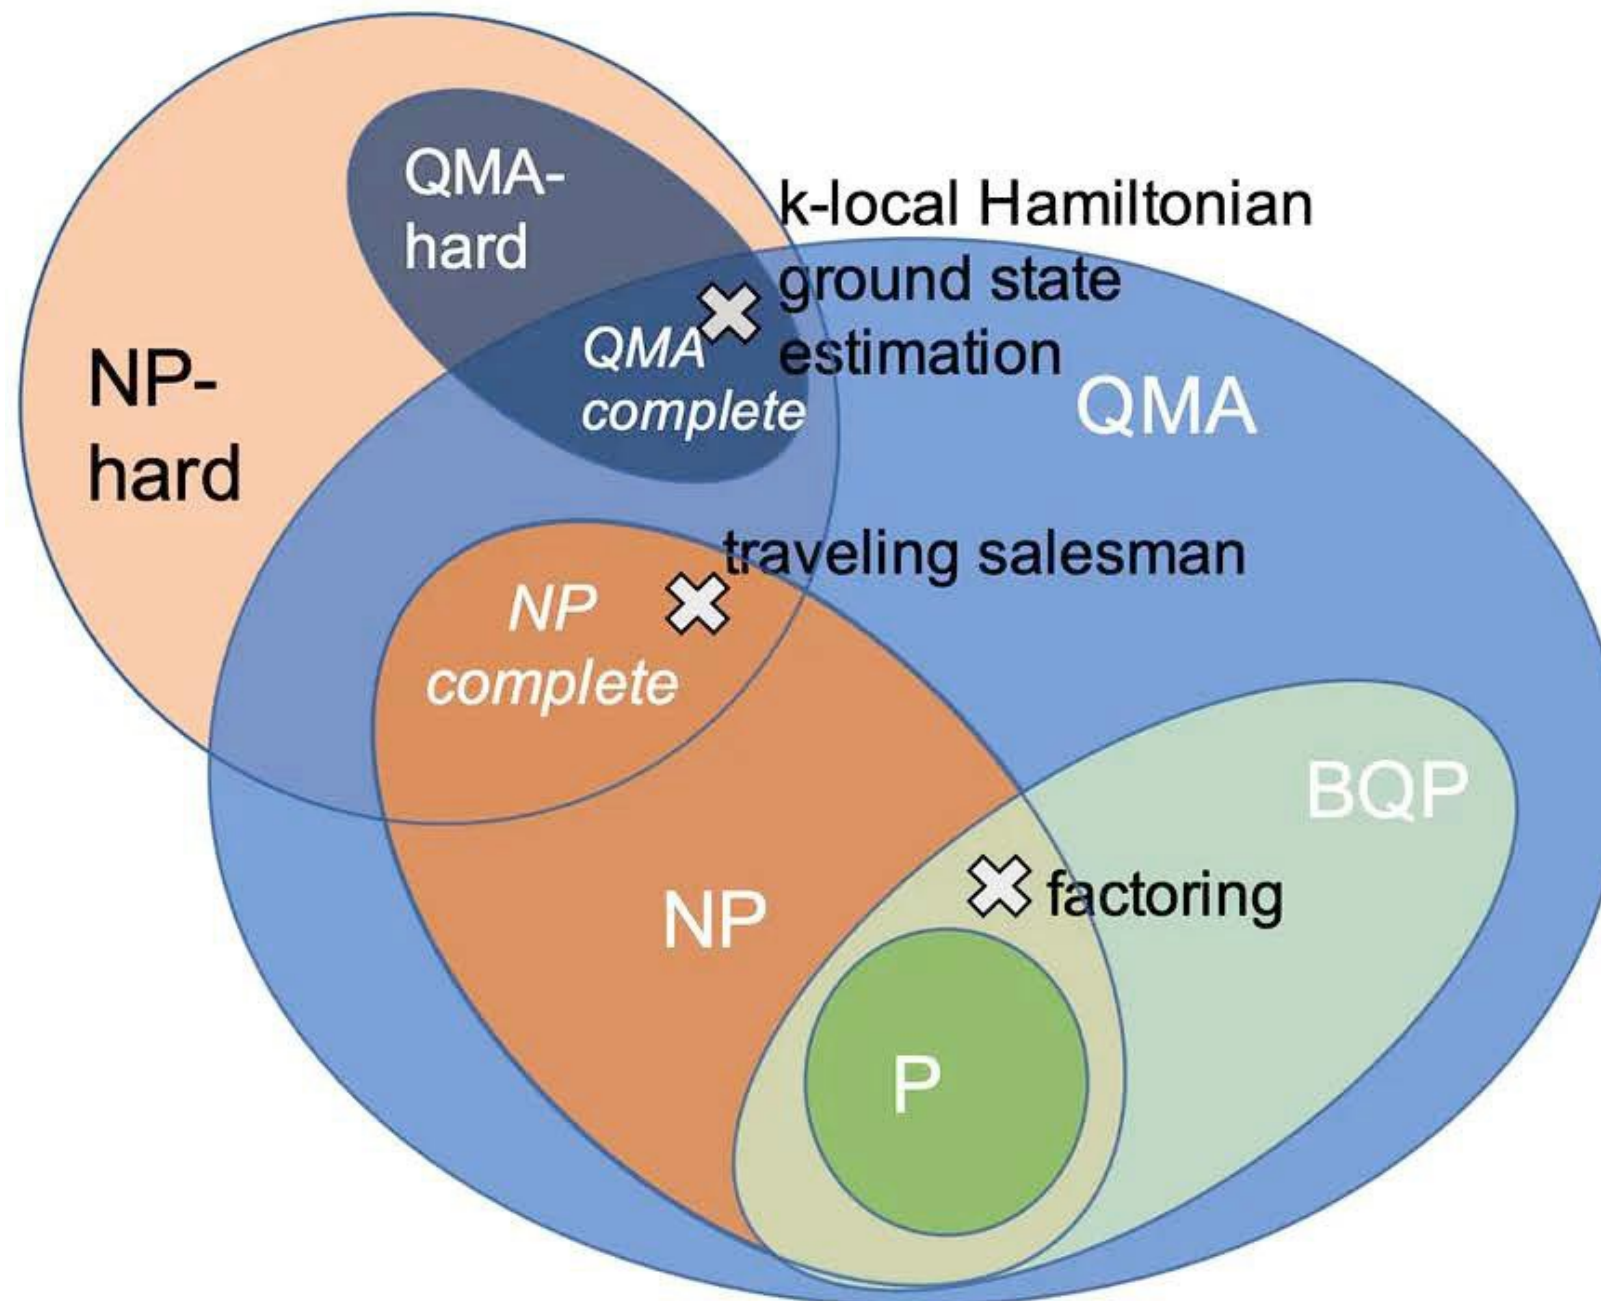 QMA-
hard
k-local Hamiltonian
ground state
estimation
QMA
complete
NP-
hard
QMA
traveling salesman
NP
complete
BQP
NP
factoring
P